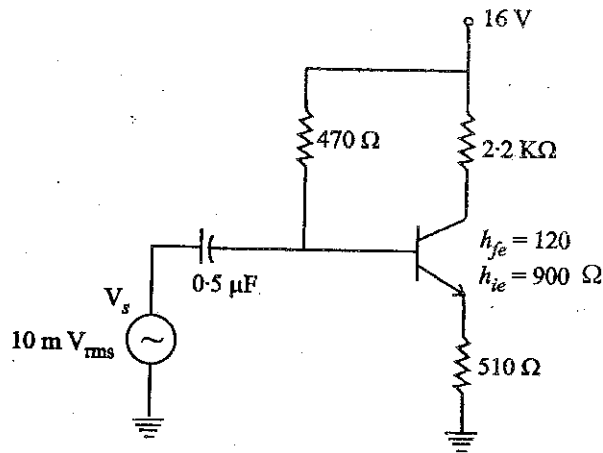 16 V
470 Ω
2·2 KΩ
h_fe = 120
h_ie = 900 Ω
0·5 µF
V_s
10 m V_rms
~
510 Ω